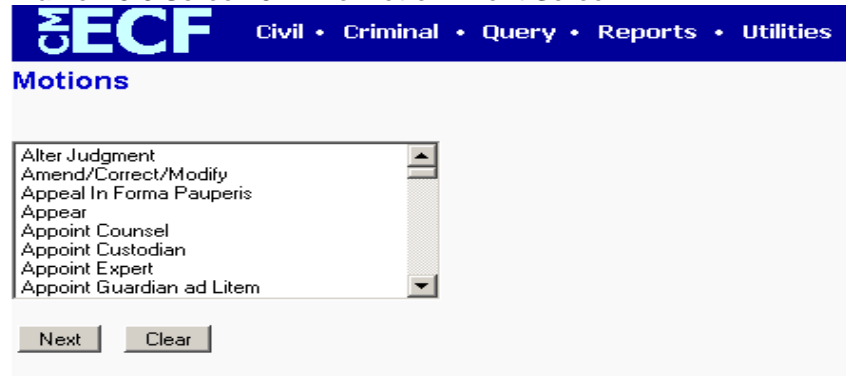 CM ECF Civil • Criminal • Query • Reports • Utilities
Motions
Alter Judgment
Amend/Correct/Modify
Appeal In Forma Pauperis
Appear
Appoint Counsel
Appoint Custodian
Appoint Expert
Appoint Guardian ad Litem
Next Clear